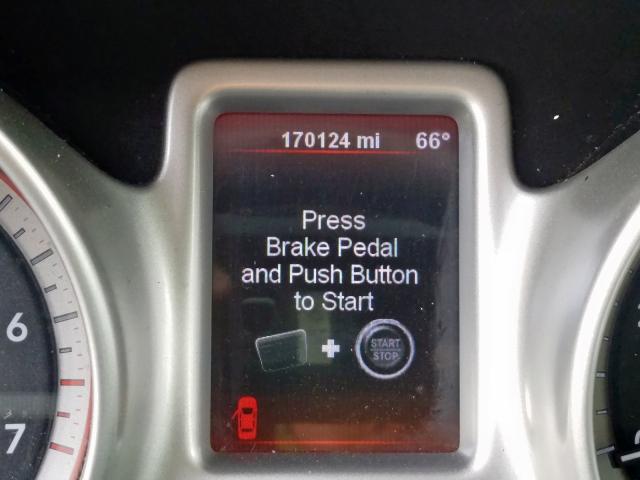 170124 mi 66°
Press
Brake Pedal
and Push Button
to Start
START
STOP
6
7